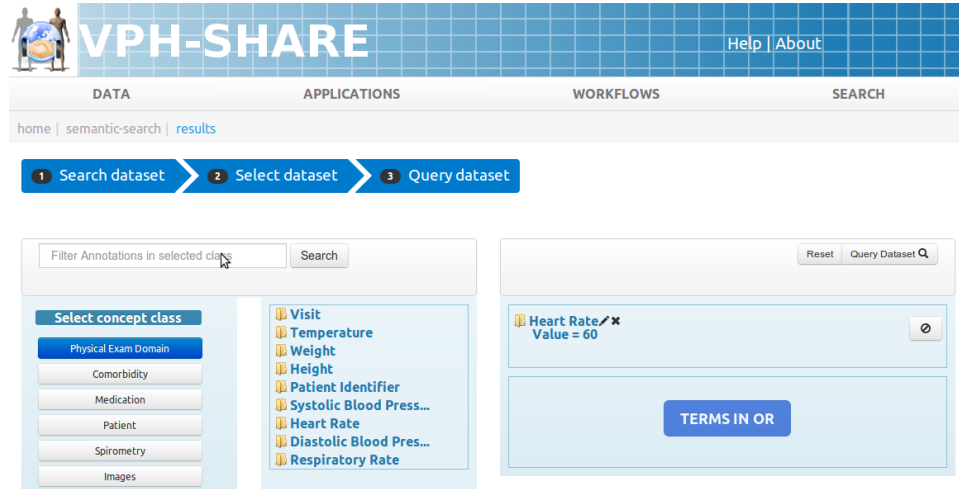 VPH-SHARE
Help | About
DATA APPLICATIONS WORKFLOWS SEARCH
home | semantic-search | results
1 Search dataset 2 Select dataset 3 Query dataset
Filter Annotations in selected class Search
Reset Query Dataset
Select concept class
Physical Exam Domain
Comorbidity
Medication
Patient
Spirometry
Images
Visit
Temperature
Weight
Height
Patient Identifier
Systolic Blood Press...
Heart Rate
Diastolic Blood Pres...
Respiratory Rate
Heart Rate
Value = 60
TERMS IN OR